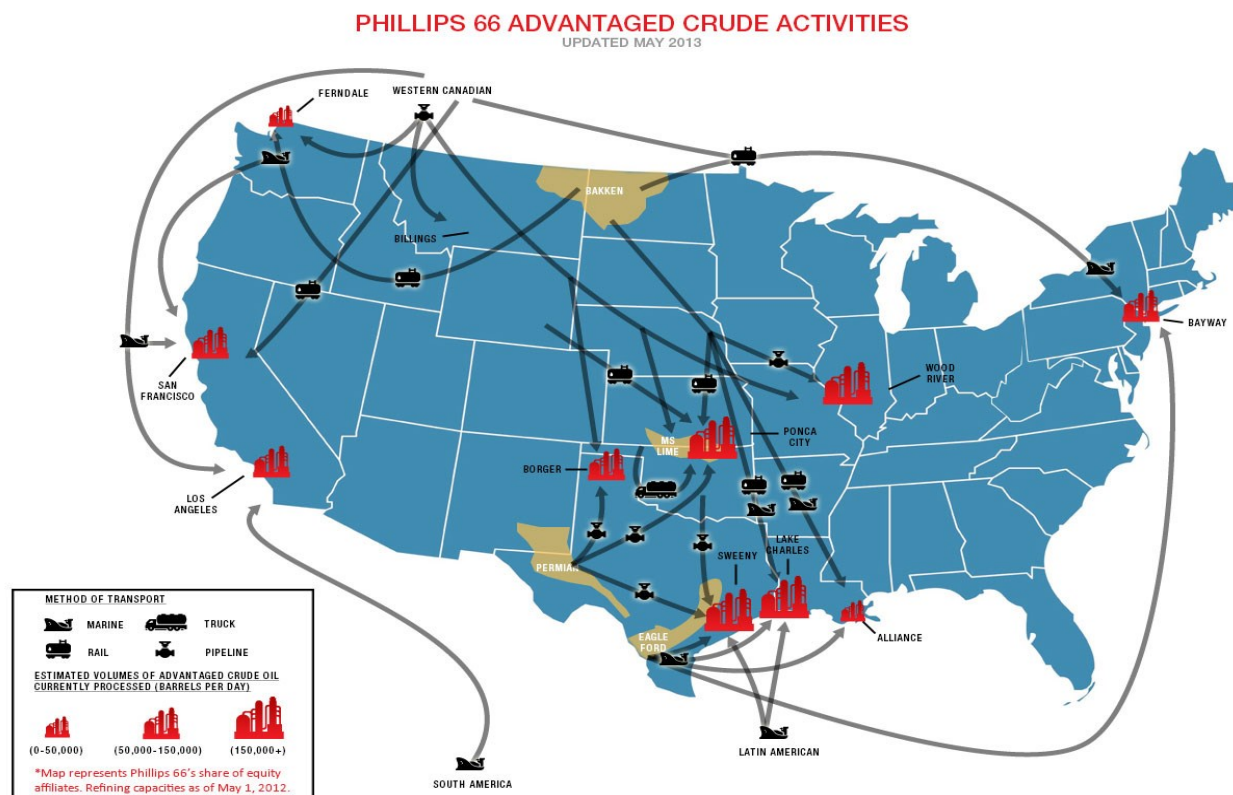 PHILLIPS 66 ADVANTAGED CRUDE ACTIVITIES
UPDATED MAY 2013
FERNDALE
WESTERN CANADIAN
BAKKEN
BILLINGS
BAYWAY
SAN
FRANCISCO
WOOD
RIVER
PONCA
CITY
MS
LIME
BORGER
LOS
ANGELES
PERMIAN
SWEENY
LAKE
CHARLES
EAGLE
FORD
ALLIANCE
LATIN AMERICAN
SOUTH AMERICA
METHOD OF TRANSPORT
MARINE
TRUCK
RAIL
PIPELINE
ESTIMATED VOLUMES OF ADVANTAGED CRUDE OIL
CURRENTLY PROCESSED (BARRELS PER DAY)
(0-50,000)
(50,000-150,000)
(150,000+)
*Map represents Phillips 66's share of equity
affiliates. Refining capacities as of May 1, 2012.